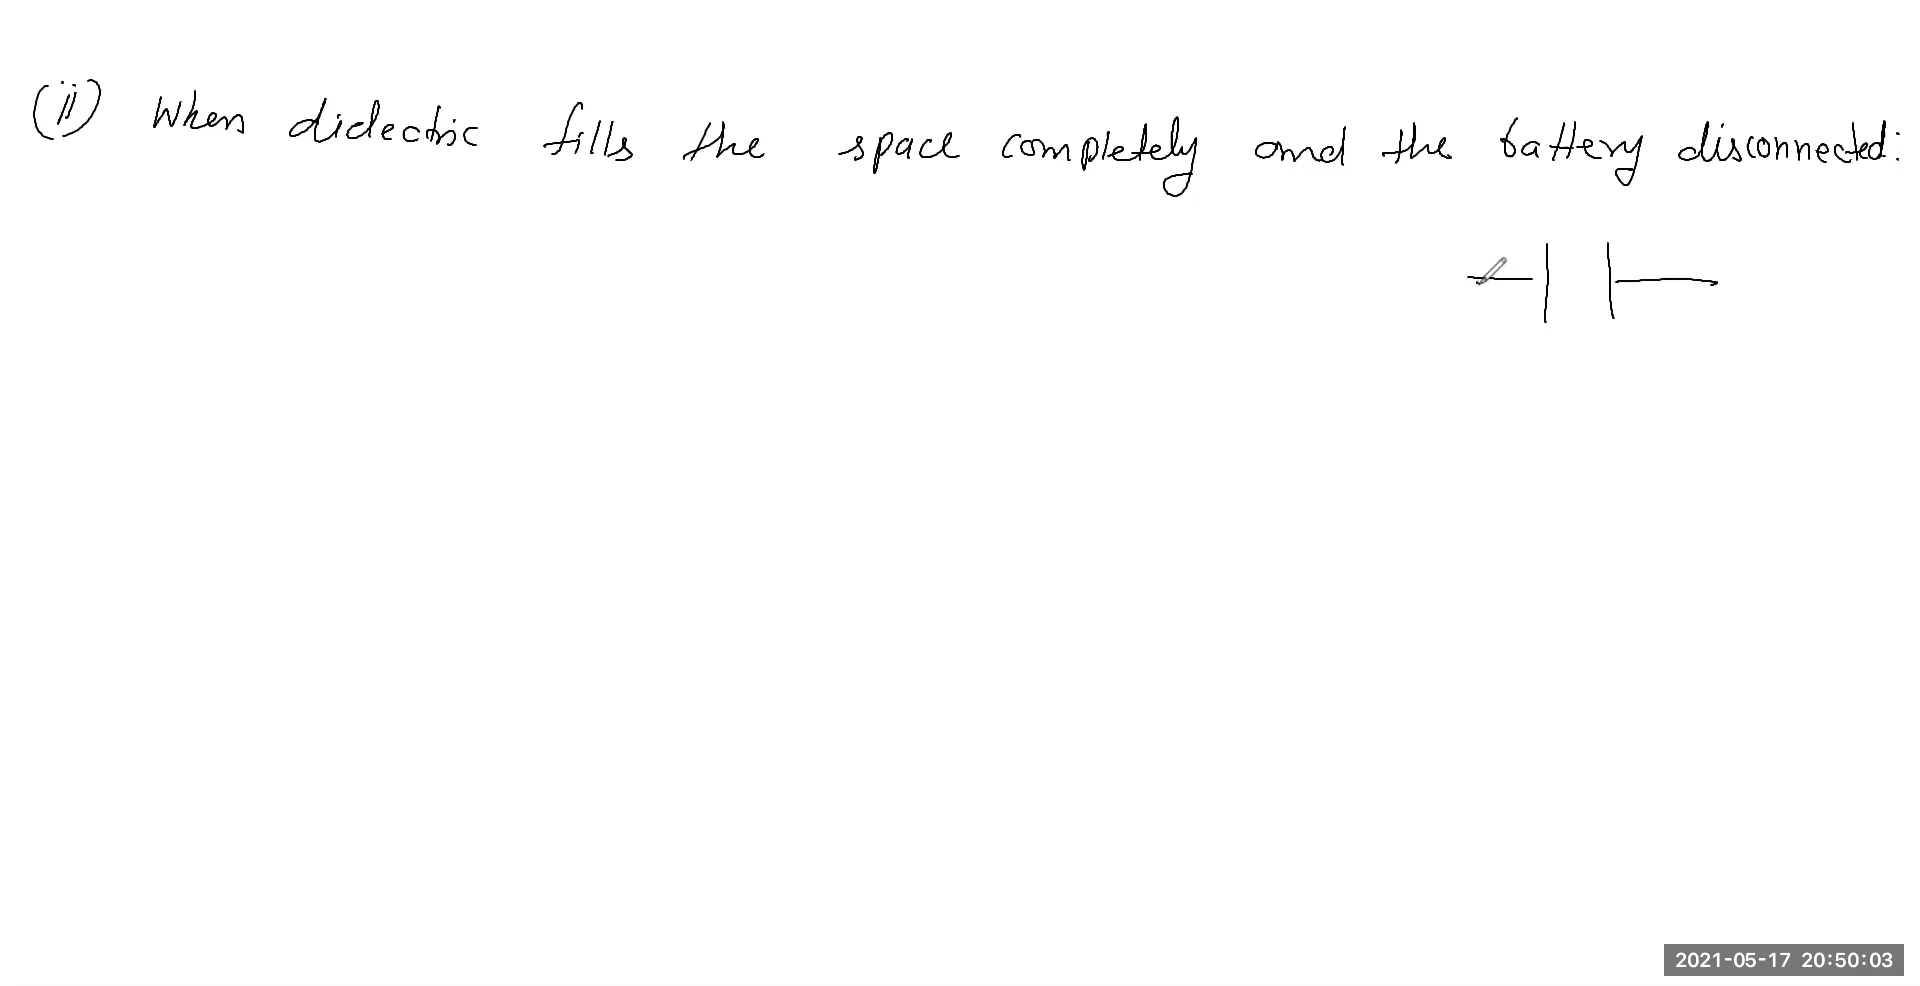 (ii) When dielectric fills the space completely and the battery disconnected:
2021-05-17 20:50:03